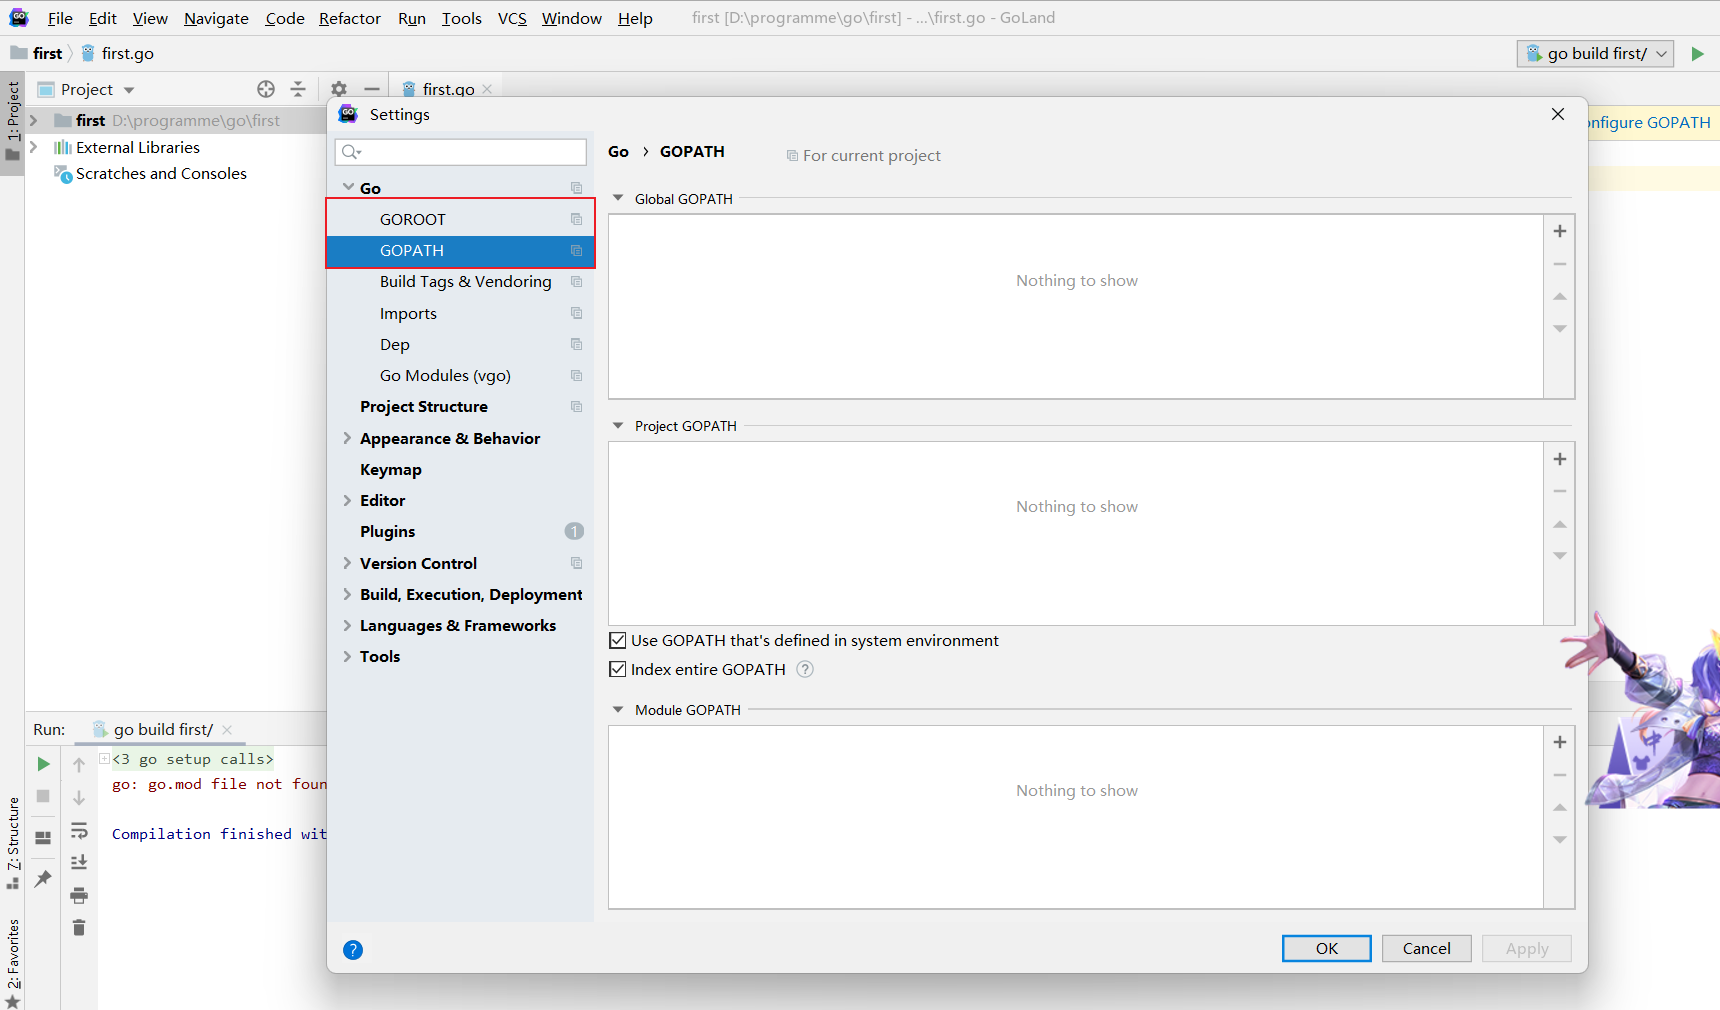 File Edit View Navigate Code Refactor Run Tools VCS Window Help first [D:\programme\go\first] - ...\first.go - GoLand
first first.go go build first/
1: Project
Project first.go
first D:\programme\go\first
External Libraries
Scratches and Consoles
onfigure GOPATH
Settings
Go
GOROOT
GOPATH
Build Tags & Vendoring
Imports
Dep
Go Modules (vgo)
Project Structure
Appearance & Behavior
Keymap
Editor
Plugins 1
Version Control
Build, Execution, Deployment
Languages & Frameworks
Tools
Go › GOPATH For current project
Global GOPATH
Nothing to show
Project GOPATH
Nothing to show
Use GOPATH that's defined in system environment
Index entire GOPATH ?
Module GOPATH
Nothing to show
? OK Cancel Apply
Run: go build first/
<3 go setup calls>
go: go.mod file not foun
Compilation finished wit
Z: Structure
2: Favorites
中